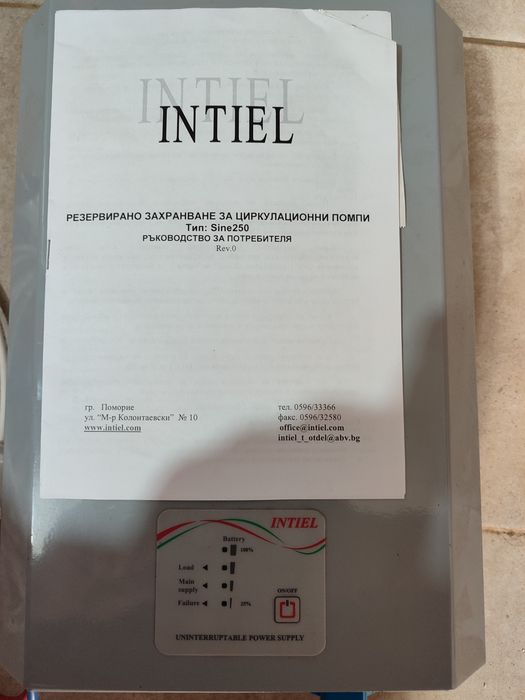 INTIEL
INTIEL
РЕЗЕРВИРАНО ЗАХРАНВАНЕ ЗА ЦИРКУЛАЦИОННИ ПОМПИ
Тип: Sine250
РЪКОВОДСТВО ЗА ПОТРЕБИТЕЛЯ
Rev.0
гр. Поморие
ул. "М-р Колонтаевски" № 10
www.intiel.com
тел. 0596/33366
факс. 0596/32580
office@intiel.com
intiel_t_otdel@abv.bg
INTIEL
Battery
100%
Load
Main
supply
Failure
25%
ON/OFF
UNINTERRUPTABLE POWER SUPPLY